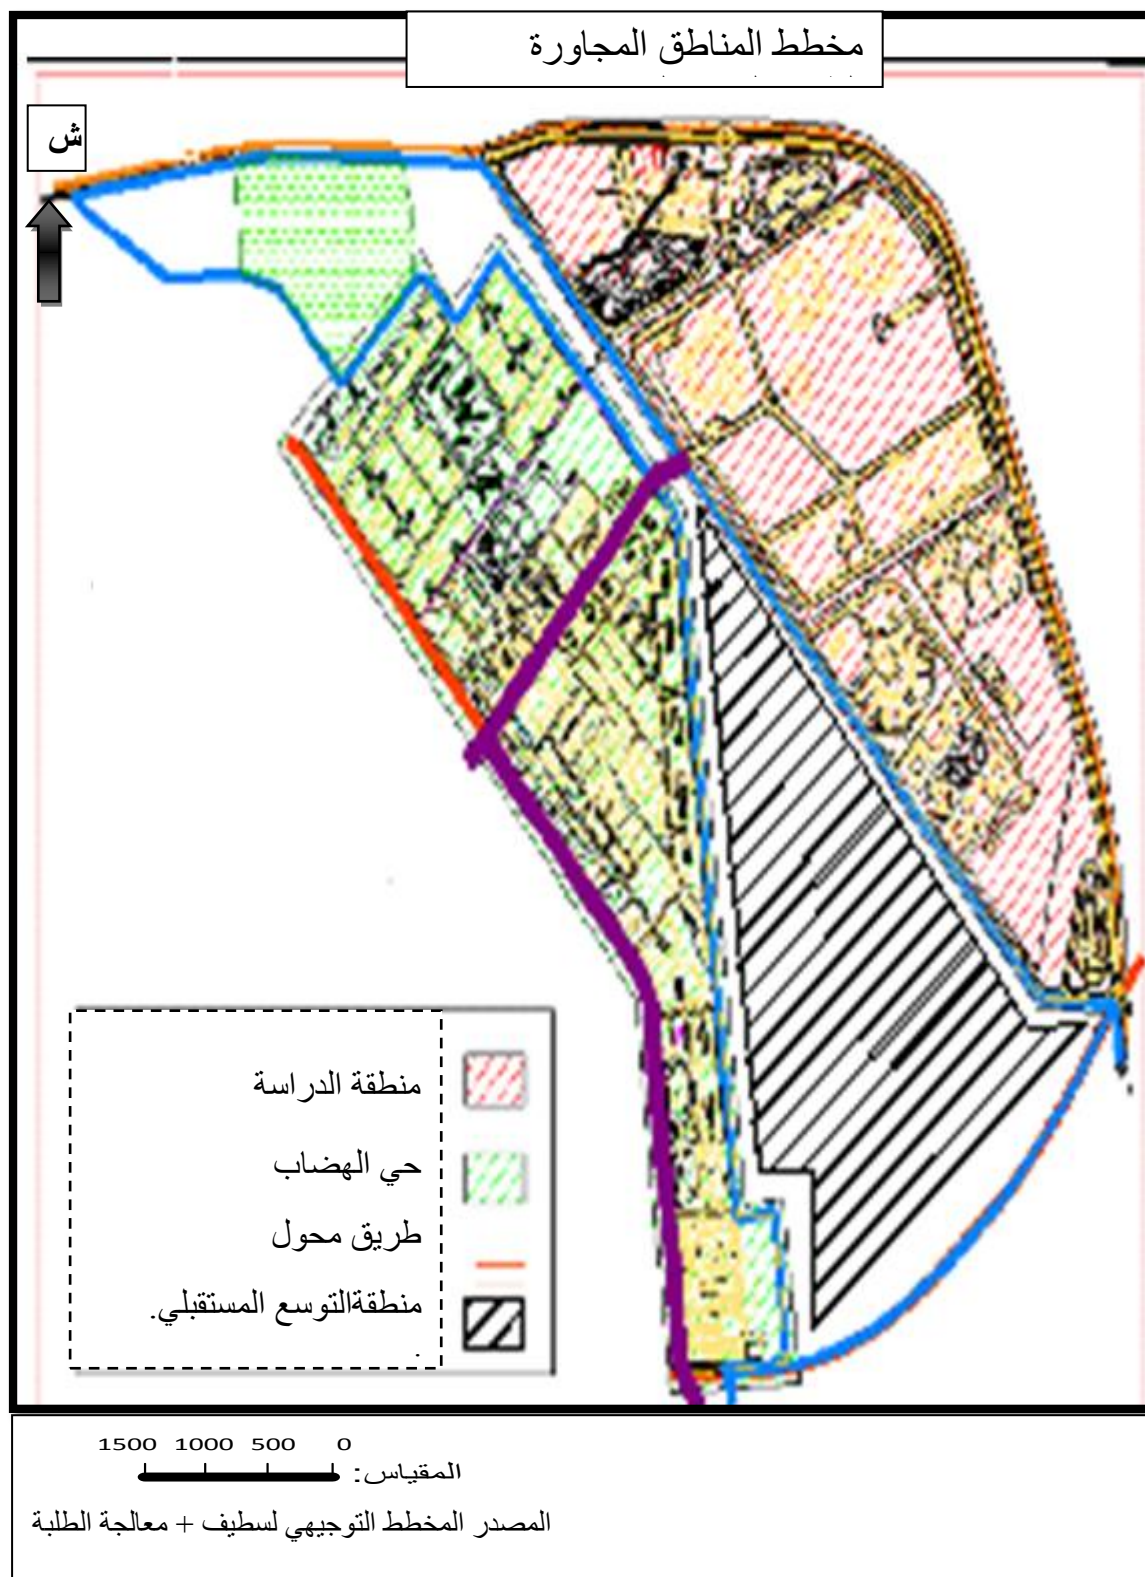 مخطط المناطق المجاورة
ش
منطقة الدراسة
حي الهضاب
طريق محول
منطقةالتوسع المستقبلي.
.
0 500 1000 1500
المقياس:
المصدر المخطط التوجيهي لسطيف + معالجة الطلبة